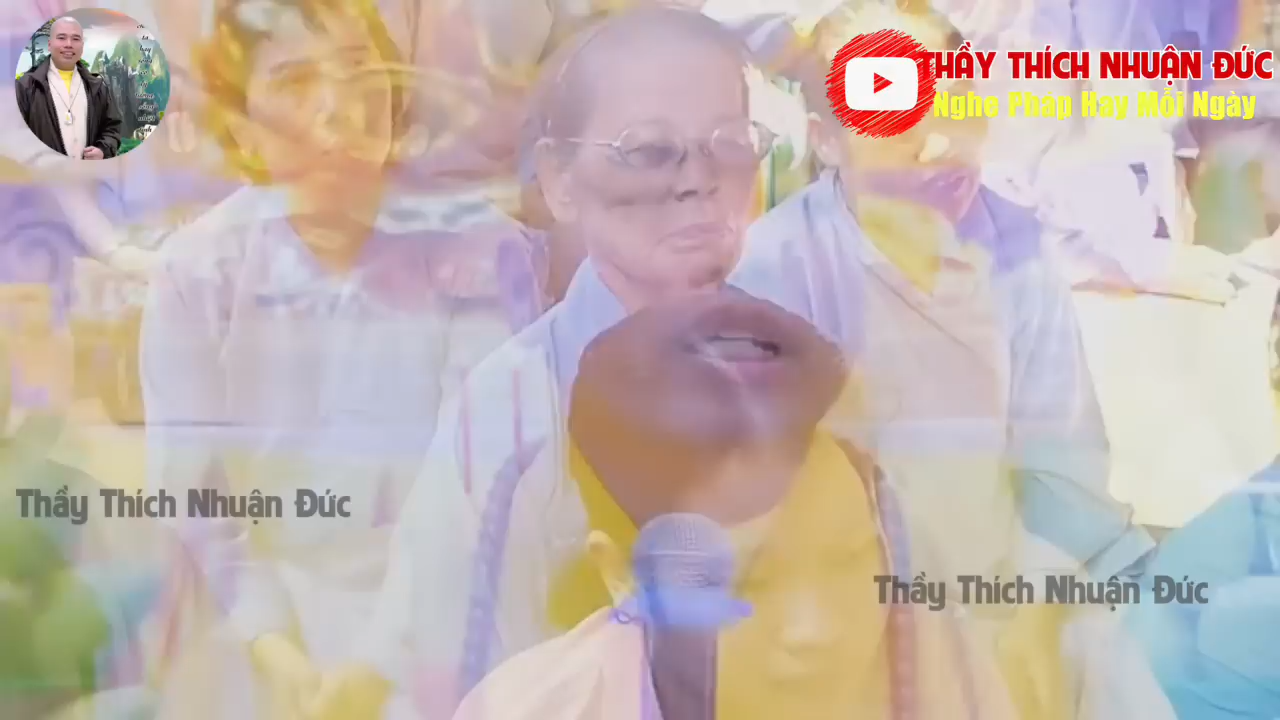 THẦY THÍCH NHUẬN ĐỨC
Nghe Pháp Hay Mỗi Ngày
Thầy Thích Nhuận Đức
Thầy Thích Nhuận Đức